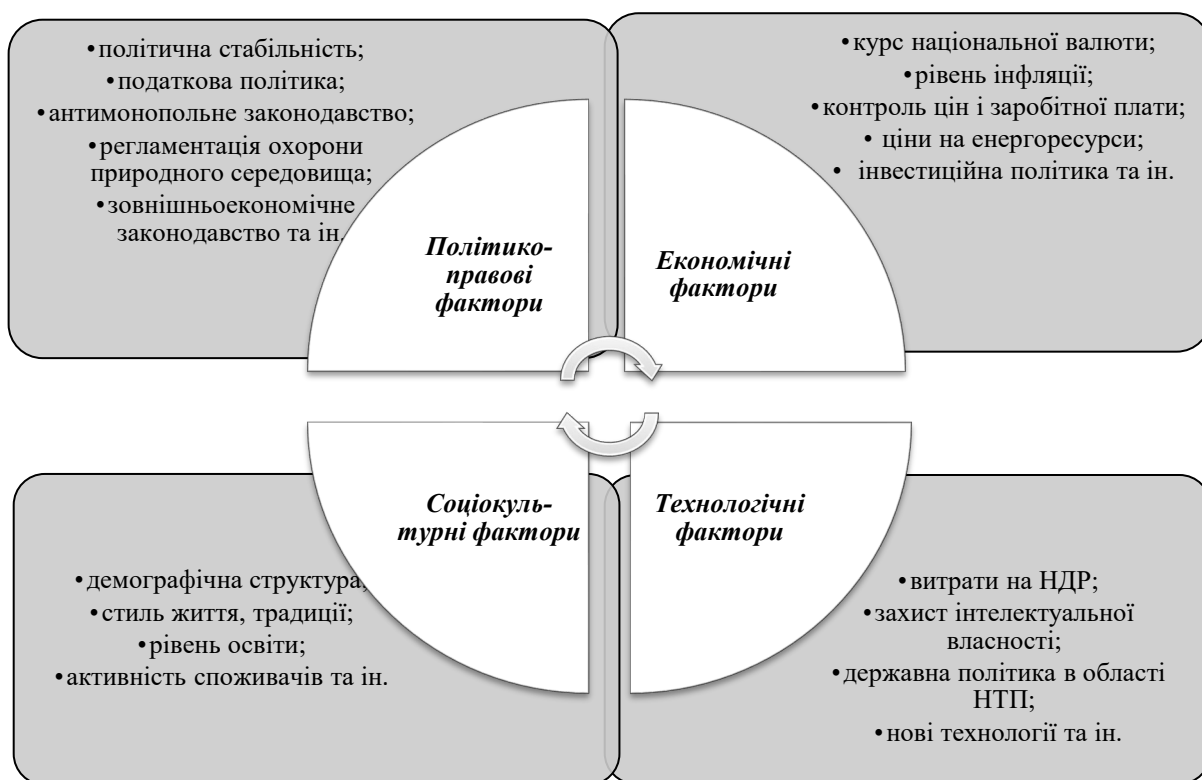 •політична стабільність;
•податкова політика;
•антимонопольне законодавство;
•регламентація охорони
природного середовища;
•зовнішньоекономічне
законодавство та ін.
Політико-
правові
фактори
•курс національної валюти;
•рівень інфляції;
•контроль цін і заробітної плати;
• ціни на енергоресурси;
• інвестиційна політика та ін.
Економічні
фактори
Соціокуль-
турні фактори
•демографічна структура;
•стиль життя, традиції;
•рівень освіти;
•активність споживачів та ін.
Технологічні
фактори
•витрати на НДР;
•захист інтелектуальної
власності;
•державна політика в області
НТП;
•нові технології та ін.